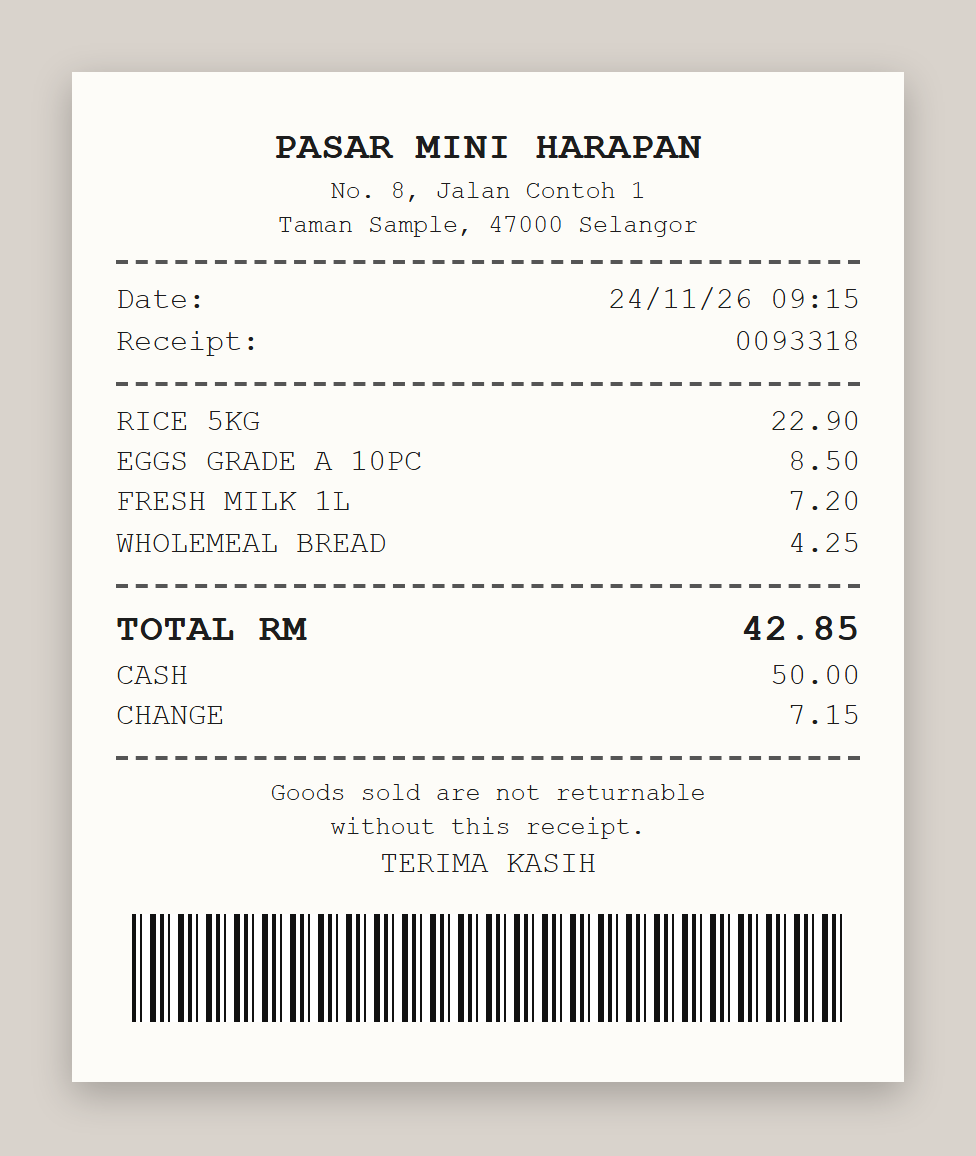 PASAR MINI HARAPAN
No. 8, Jalan Contoh 1
Taman Sample, 47000 Selangor
Date: 24/11/26 09:15
Receipt: 0093318
RICE 5KG 22.90
EGGS GRADE A 10PC 8.50
FRESH MILK 1L 7.20
WHOLEMEAL BREAD 4.25
TOTAL RM 42.85
CASH 50.00
CHANGE 7.15
Goods sold are not returnable
without this receipt.
TERIMA KASIH